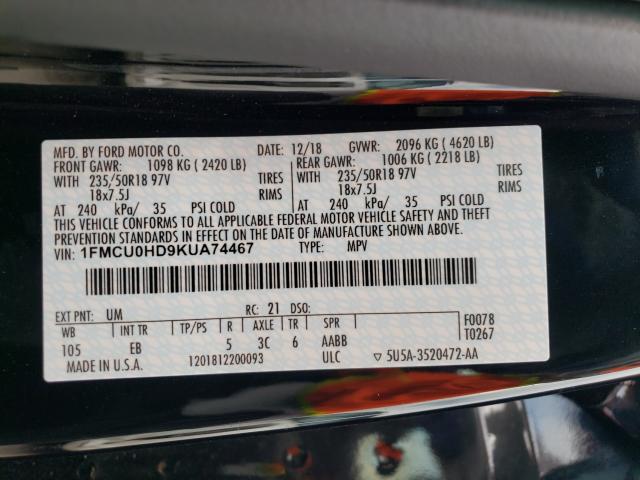 MFD. BY FORD MOTOR CO. DATE: 12/18 GVWR: 2096 KG ( 4620 LB)
FRONT GAWR: 1098 KG ( 2420 LB) REAR GAWR: 1006 KG ( 2218 LB)
WITH 235/50R18 97V TIRES WITH 235/50R18 97V TIRES
18x7.5J RIMS 18x7.5J RIMS
AT 240 kPa/ 35 PSI COLD AT 240 kPa/ 35 PSI COLD
THIS VEHICLE CONFORMS TO ALL APPLICABLE FEDERAL MOTOR VEHICLE SAFETY AND THEFT
PREVENTION STANDARDS IN EFFECT ON THE DATE OF MANUFACTURE SHOWN ABOVE.
VIN: 1FMCU0HD9KUA74467 TYPE: MPV
EXT PNT: UM RC: 21 DSO: F0078
WB INT TR TP/PS R AXLE TR SPR T0267
105 EB 5 3C 6 AABB
MADE IN U.S.A. 1201812200093 ULC ▽ 5U5A-3520472-AA